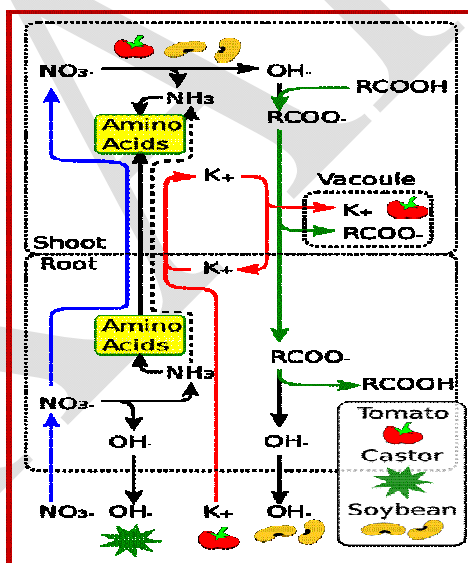 NO3-
OH-
RCOOH
NH3
RCOO-
Amino
Acids
K+
Vacoule
K+
RCOO-
Shoot
Root
K+
Amino
Acids
RCOO-
NH3
RCOOH
NO3-
Tomato
OH-
OH-
Castor
NO3-
OH-
K+
OH-
Soybean